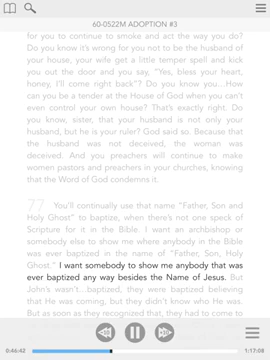 60-0522M ADOPTION #3
for you to continue to smoke and act the way you do?
Do you know it's wrong for you not to be the husband of
your house, your wife get a little temper spell and kick
you out the door and you say, "Yes, bless your heart,
honey, I'll come right back"? Do you know...How
can you be a tender at the House of God when you can't
even control your own house? That's exactly right. Do
you know, sister, that your husband is not only your
husband, but he is your ruler? God said so. Because that
the husband was not deceived, the woman was
deceived. And you preachers will continue to make
women pastors and preachers in your churches, knowing
that the Word of God condemns it.
77 You'll continually use that name "Father, Son and
Holy Ghost" to baptize, when there's not one speck of
Scripture for it in the Bible. I want an archbishop or
somebody else to show me where anybody in the Bible
was ever baptized in the name of "Father, Son, Holy
Ghost." I want somebody to show me anybody that was
ever baptized any way besides the Name of Jesus. But
John's wasn't...baptized, they were baptized believing
that He was coming, but they didn't know who He was.
But as soon as they recognized that, they had to come to
0:46:42
1:17:08